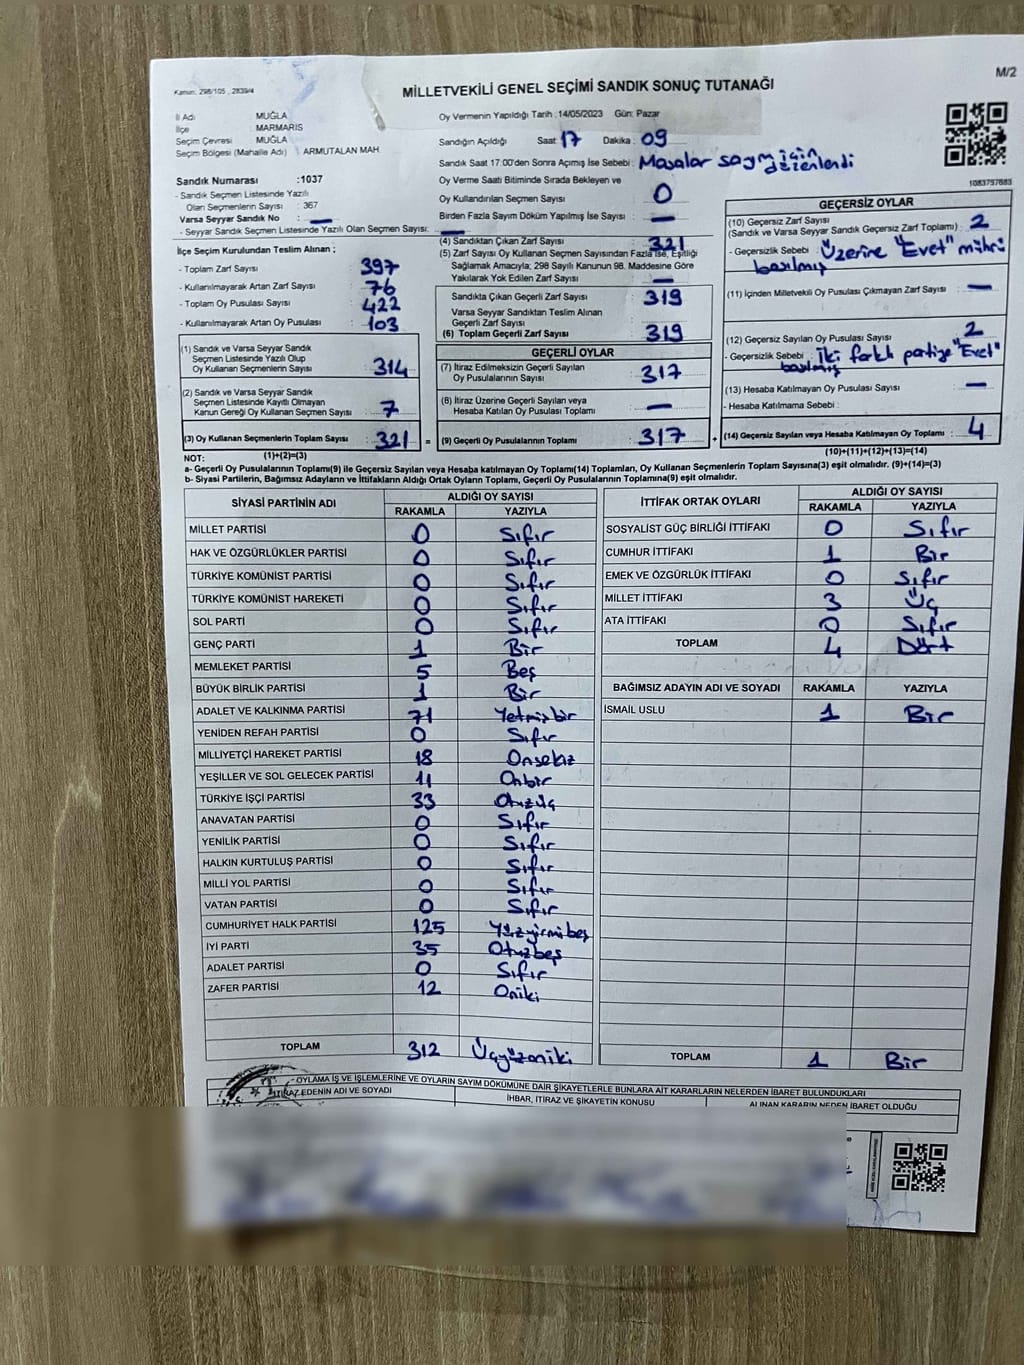 M/2
Kanun: 298/105 , 2839/4
MİLLETVEKİLİ GENEL SEÇİMİ SANDIK SONUÇ TUTANAĞI
İl Adı MUĞLA
İlçe MARMARİS
Seçim Çevresi MUĞLA
Seçim Bölgesi (Mahalle Adı) : ARMUTALAN MAH.
Sandık Numarası :1037
- Sandık Seçmen Listesinde Yazılı
Olan Seçmenlerin Sayısı : 367
Varsa Seyyar Sandık No : —
- Seyyar Sandık Seçmen Listesinde Yazılı Olan Seçmen Sayısı: —
Oy Vermenin Yapıldığı Tarih :14/05/2023 Gün: Pazar
Sandığın Açıldığı Saat: 17 Dakika : 09
Sandık Saat 17:00'den Sonra Açımış İse Sebebi : Masalar sayım için düzenlendi
Oy Verme Saati Bitiminde Sırada Bekleyen ve
Oy Kullandırılan Seçmen Sayısı : 0
Birden Fazla Sayım Döküm Yapılmış İse Sayısı : —
1083757683
İlçe Seçim Kurulundan Teslim Alınan ;
- Toplam Zarf Sayısı : 397
- Kullanılmayarak Artan Zarf Sayısı : 76
- Toplam Oy Pusulası Sayısı : 422
- Kullanılmayarak Artan Oy Pusulası : 103
(1) Sandık ve Varsa Seyyar Sandık
Seçmen Listesinde Yazılı Olup
Oy Kullanan Seçmenlerin Sayısı : 314
(2) Sandık ve Varsa Seyyar Sandık
Seçmen Listesinde Kayıtlı Olmayan
Kanun Gereği Oy Kullanan Seçmen Sayısı : 7
(3) Oy Kullanan Seçmenlerin Toplam Sayısı : 321 =
(1)+(2)=(3)
(4) Sandıktan Çıkan Zarf Sayısı : 321
(5) Zarf Sayısı Oy Kullanan Seçmen Sayısından Fazla İse, Eşitliği
Sağlamak Amacıyla; 298 Sayılı Kanunun 98. Maddesine Göre
Yakılarak Yok Edilen Zarf Sayısı : —
Sandıkta Çıkan Geçerli Zarf Sayısı : 319
Varsa Seyyar Sandıktan Teslim Alınan
Geçerli Zarf Sayısı :
(6) Toplam Geçerli Zarf Sayısı : 319
GEÇERLİ OYLAR
(7) İtiraz Edilmeksizin Geçerli Sayılan
Oy Pusulalarının Sayısı : 317
(8) İtiraz Üzerine Geçerli Sayılan veya
Hesaba Katılan Oy Pusulası Toplamı : —
(9) Geçerli Oy Pusulalarının Toplamı : 317 +
GEÇERSİZ OYLAR
(10) Geçersiz Zarf Sayısı : 2
(Sandık ve Varsa Seyyar Sandık Geçersiz Zarf Toplamı)
- Geçersizlik Sebebi : Üzerine "Evet" mührü
basılmış
(11) İçinden Milletvekili Oy Pusulası Çıkmayan Zarf Sayısı : —
(12) Geçersiz Sayılan Oy Pusulası Sayısı : 2
- Geçersizlik Sebebi : İki farklı partiye "Evet"
basılmış
(13) Hesaba Katılmayan Oy Pusulası Sayısı : —
- Hesaba Katılmama Sebebi :
(14) Geçersiz Sayılan veya Hesaba Katılmayan Oy Toplamı : 4
(10)+(11)+(12)+(13)=(14)
NOT:
a- Geçerli Oy Pusulalarının Toplamı(9) ile Geçersiz Sayılan veya Hesaba katılmayan Oy Toplamı(14) Toplamları, Oy Kullanan Seçmenlerin Toplam Sayısına(3) eşit olmalıdır. (9)+(14)=(3)
b- Siyasi Partilerin, Bağımsız Adayların ve İttifakların Aldığı Ortak Oyların Toplamı, Geçerli Oy Pusulalarının Toplamına(9) eşit olmalıdır.
SİYASİ PARTİNİN ADI ALDIĞI OY SAYISI
RAKAMLA YAZIYLA
MİLLET PARTİSİ 0 Sıfır
HAK VE ÖZGÜRLÜKLER PARTİSİ 0 Sıfır
TÜRKİYE KOMÜNİST PARTİSİ 0 Sıfır
TÜRKİYE KOMÜNİST HAREKETİ 0 Sıfır
SOL PARTİ 0 Sıfır
GENÇ PARTİ 1 Bir
MEMLEKET PARTİSİ 5 Beş
BÜYÜK BİRLİK PARTİSİ 1 Bir
ADALET VE KALKINMA PARTİSİ 71 Yetmişbir
YENİDEN REFAH PARTİSİ 0 Sıfır
MİLLİYETÇİ HAREKET PARTİSİ 18 Onsekiz
YEŞİLLER VE SOL GELECEK PARTİSİ 11 Onbir
TÜRKİYE İŞÇİ PARTİSİ 33 Otuzüç
ANAVATAN PARTİSİ 0 Sıfır
YENİLİK PARTİSİ 0 Sıfır
HALKIN KURTULUŞ PARTİSİ 0 Sıfır
MİLLİ YOL PARTİSİ 0 Sıfır
VATAN PARTİSİ 0 Sıfır
CUMHURİYET HALK PARTİSİ 125 Yüzyirmibeş
İYİ PARTİ 35 Otuzbeş
ADALET PARTİSİ 0 Sıfır
ZAFER PARTİSİ 12 Oniki
TOPLAM 312 Üçyüzoniki
İTTİFAK ORTAK OYLARI ALDIĞI OY SAYISI
RAKAMLA YAZIYLA
SOSYALİST GÜÇ BİRLİĞİ İTTİFAKI 0 Sıfır
CUMHUR İTTİFAKI 1 Bir
EMEK VE ÖZGÜRLÜK İTTİFAKI 0 Sıfır
MİLLET İTTİFAKI 3 Üç
ATA İTTİFAKI 0 Sıfır
TOPLAM 4 Dört
BAĞIMSIZ ADAYIN ADI VE SOYADI RAKAMLA YAZIYLA
İSMAİL USLU 1 Bir
TOPLAM 1 Bir
- OYLAMA İŞ VE İŞLEMLERİNE VE OYLARIN SAYIM DÖKÜMÜNE DAİR ŞİKAYETLERLE BUNLARA AİT KARARLARIN NELERDEN İBARET BULUNDUKLARI
İTİRAZ EDENİN ADI VE SOYADI İHBAR, İTİRAZ VE ŞİKAYETİN KONUSU ALINAN KARARIN NEDEN İBARET OLDUĞU